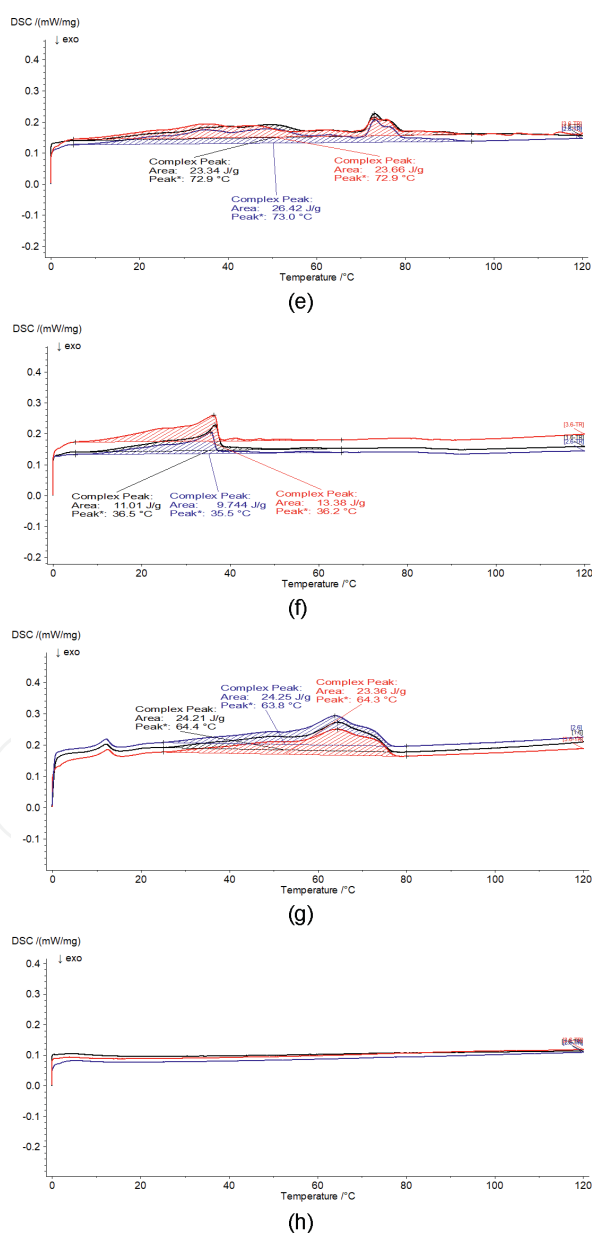 DSC /(mW/mg)
↓ exo
0.4
0.3
0.2
0.1
0.0
-0.1
-0.2
Complex Peak:
Area: 23.34 J/g
Peak*: 72.9 °C
Complex Peak:
Area: 26.42 J/g
Peak*: 73.0 °C
Complex Peak:
Area: 23.66 J/g
Peak*: 72.9 °C
0 20 40 60 80 100 120
Temperature /°C
(e)
DSC /(mW/mg)
↓ exo
0.4
0.3
0.2
0.1
0.0
-0.1
-0.2
[3.6-TR]
Complex Peak:
Area: 11.01 J/g
Peak*: 36.5 °C
Complex Peak:
Area: 9.744 J/g
Peak*: 35.5 °C
Complex Peak:
Area: 13.38 J/g
Peak*: 36.2 °C
0 20 40 60 80 100 120
Temperature /°C
(f)
DSC /(mW/mg)
↓ exo
0.5
0.4
0.3
0.2
0.1
0.0
-0.1
Complex Peak:
Area: 24.21 J/g
Peak*: 64.4 °C
Complex Peak:
Area: 24.25 J/g
Peak*: 63.8 °C
Complex Peak:
Area: 23.36 J/g
Peak*: 64.3 °C
0 20 40 60 80 100 120
Temperature /°C
(g)
DSC /(mW/mg)
↓ exo
0.4
0.3
0.2
0.1
0.0
-0.1
-0.2
0 20 40 60 80 100 120
Temperature /°C
(h)